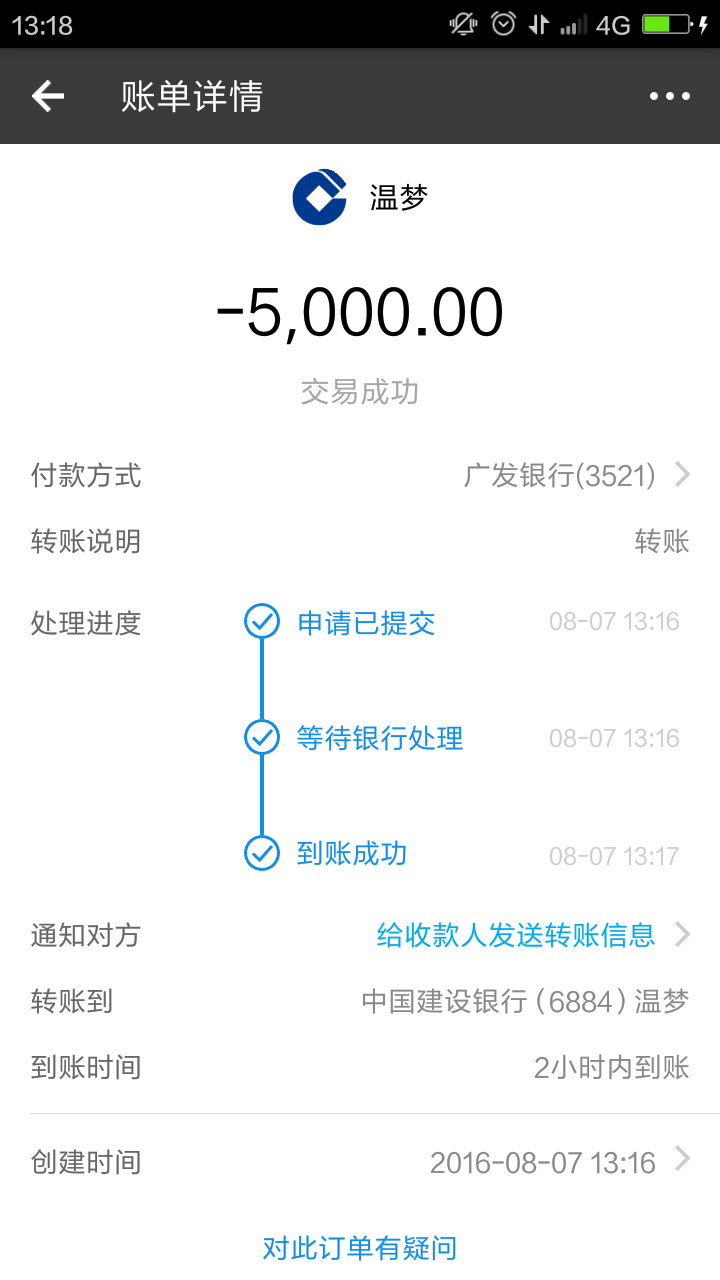 13:18 4G
账单详情
温梦
-5,000.00
交易成功
付款方式 广发银行(3521)
转账说明 转账
处理进度 申请已提交 08-07 13:16
等待银行处理 08-07 13:16
到账成功 08-07 13:17
通知对方 给收款人发送转账信息
转账到 中国建设银行（6884）温梦
到账时间 2小时内到账
创建时间 2016-08-07 13:16
对此订单有疑问